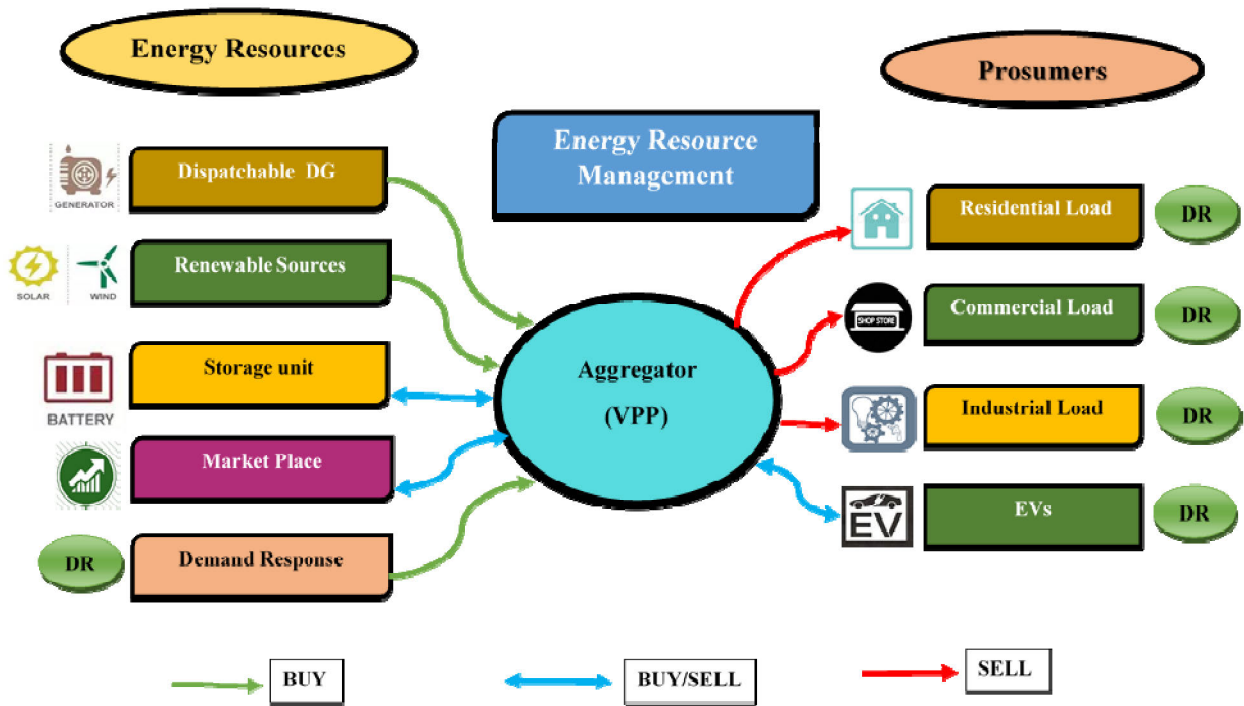 Energy Resources
Prosumers
Energy Resource
Management
GENERATOR
Dispatchable DG
SOLAR
WIND
Renewable Sources
BATTERY
Storage unit
Market Place
DR
Demand Response
Aggregator
(VPP)
Residential Load
DR
SHOP STORE
Commercial Load
DR
Industrial Load
DR
EV
EVs
DR
BUY
BUY/SELL
SELL